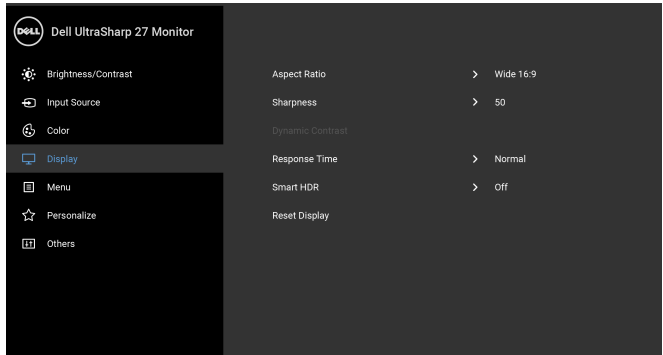 DELL Dell UltraSharp 27 Monitor
Brightness/Contrast
Input Source
Color
Display
Menu
Personalize
Others
Aspect Ratio > Wide 16:9
Sharpness > 50
Dynamic Contrast
Response Time > Normal
Smart HDR > Off
Reset Display